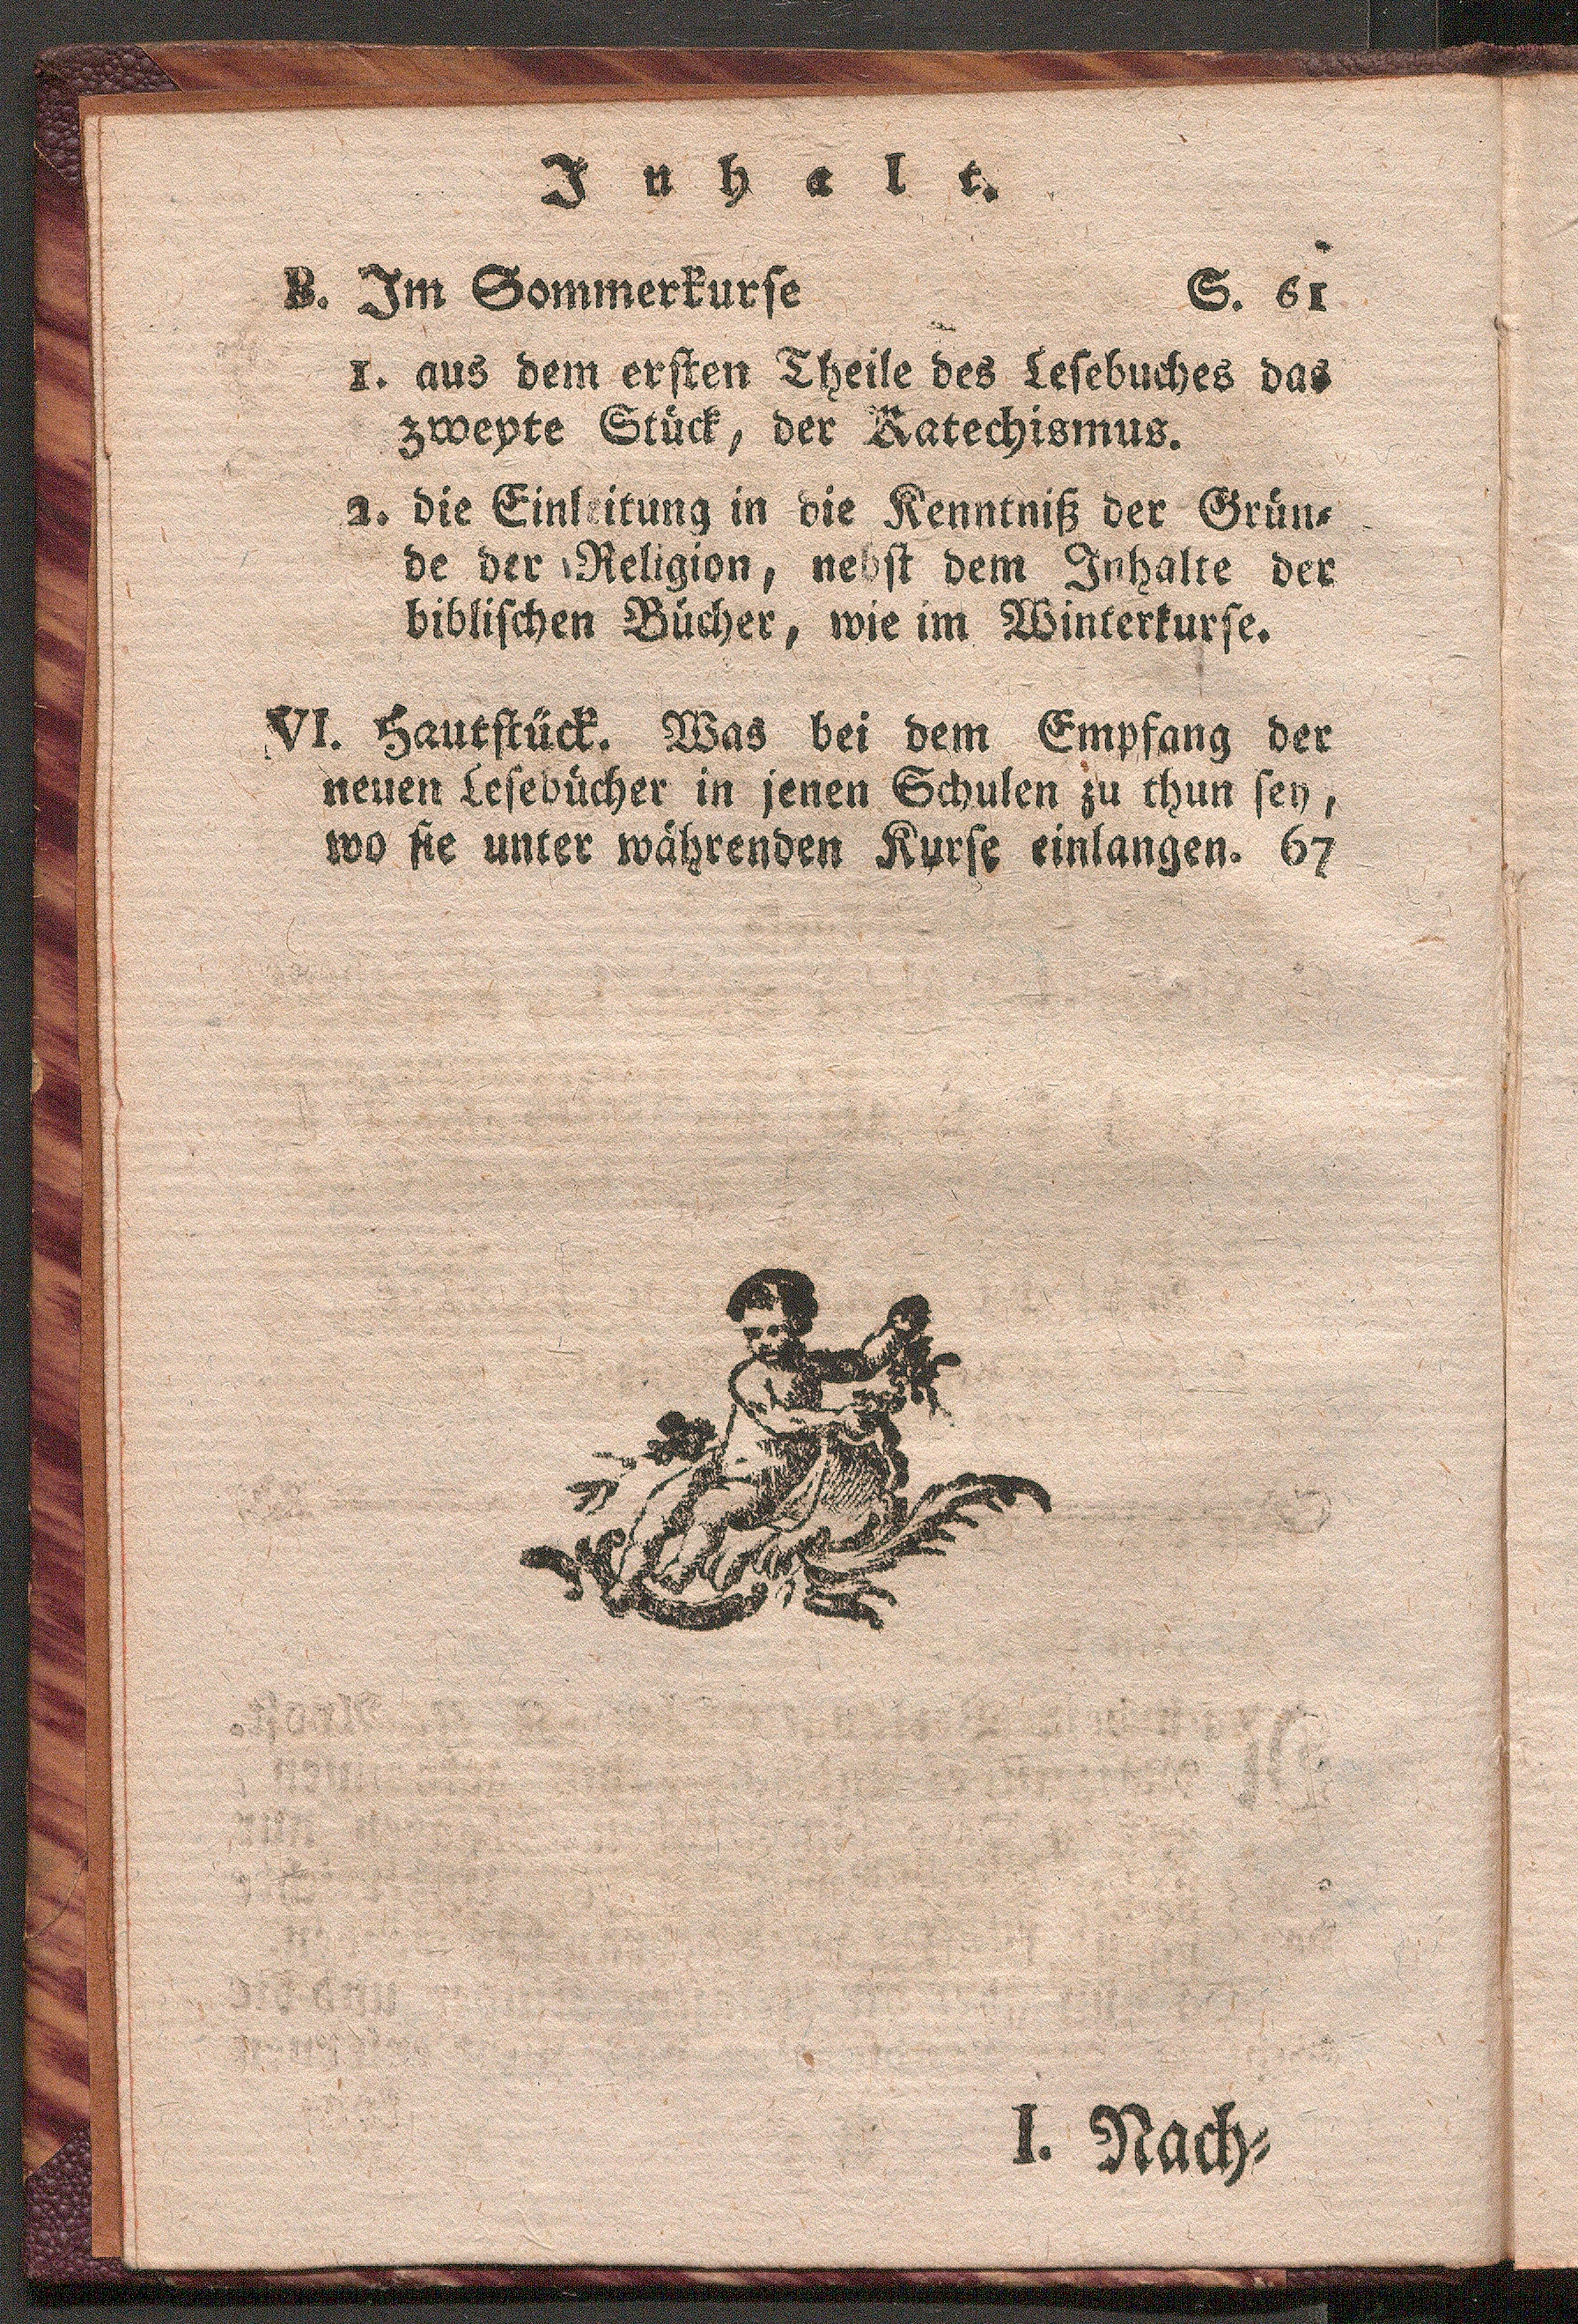 Inhalt.
B. Im Sommerkurse S. 61
1. aus dem ersten Theile des Lesebuches das
zweyte Stück, der Katechismus.
2. die Einleitung in die Kenntniß der Grün-
de der Religion, nebst dem Inhalte der
biblischen Bücher, wie im Winterkurse.
VI. Hautstück. Was bei dem Empfang der
neuen Lesebücher in jenen Schulen zu thun sey,
wo sie unter währenden Kurse einlangen. 67
I. Nach-